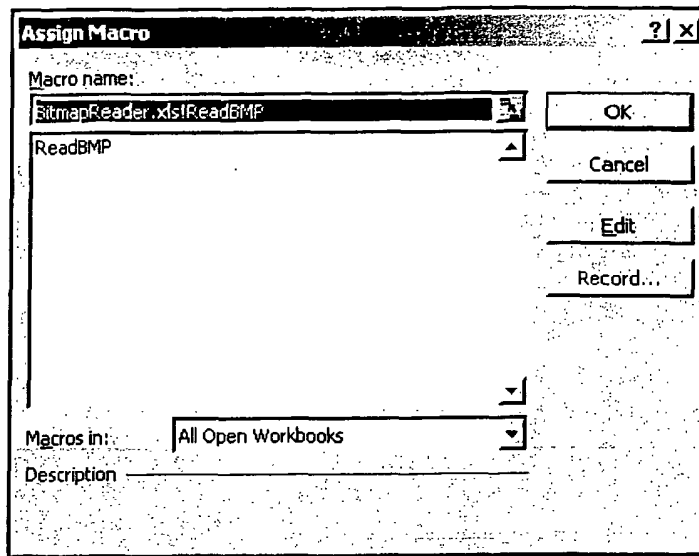 Assign Macro
Macro name:
BitmapReader.xls!ReadBMP
ReadBMP
OK
Cancel
Edit
Record...
Macros in:
All Open Workbooks
Description